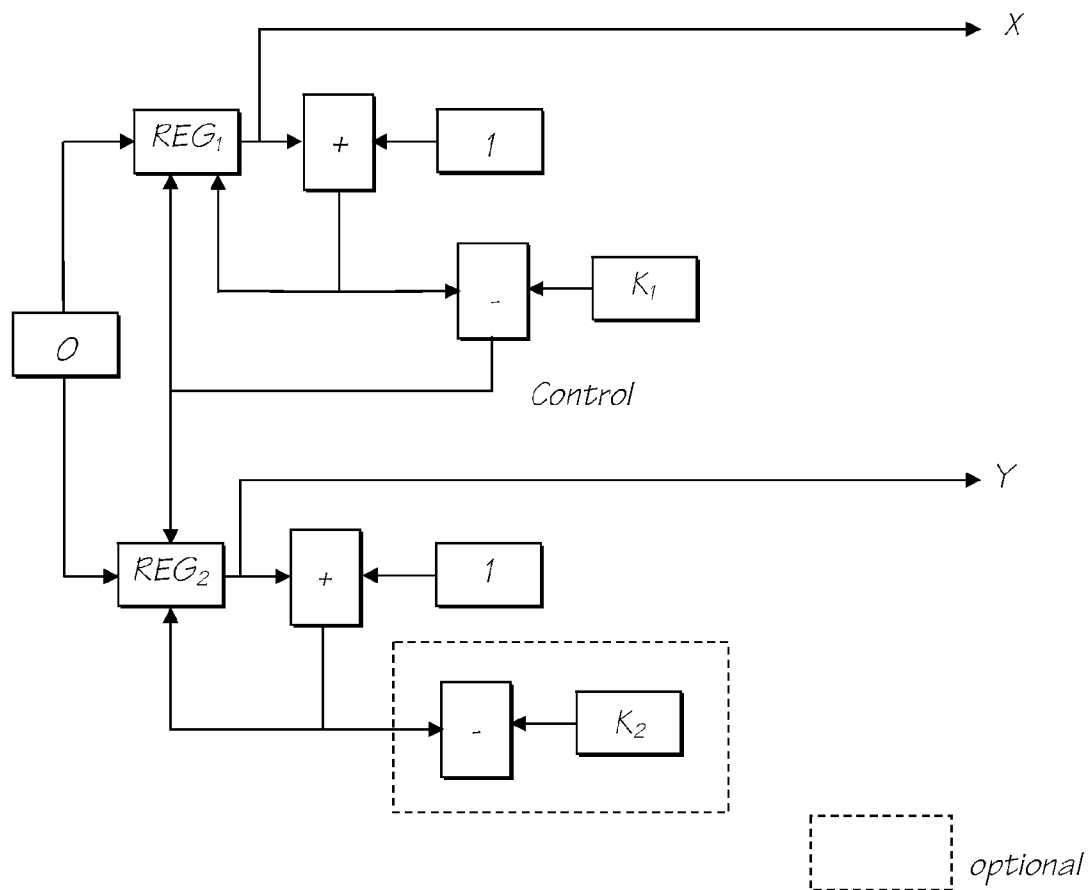 X
REG₁
+
1
-
K₁
0
Control
Y
REG₂
+
1
-
K₂
optional